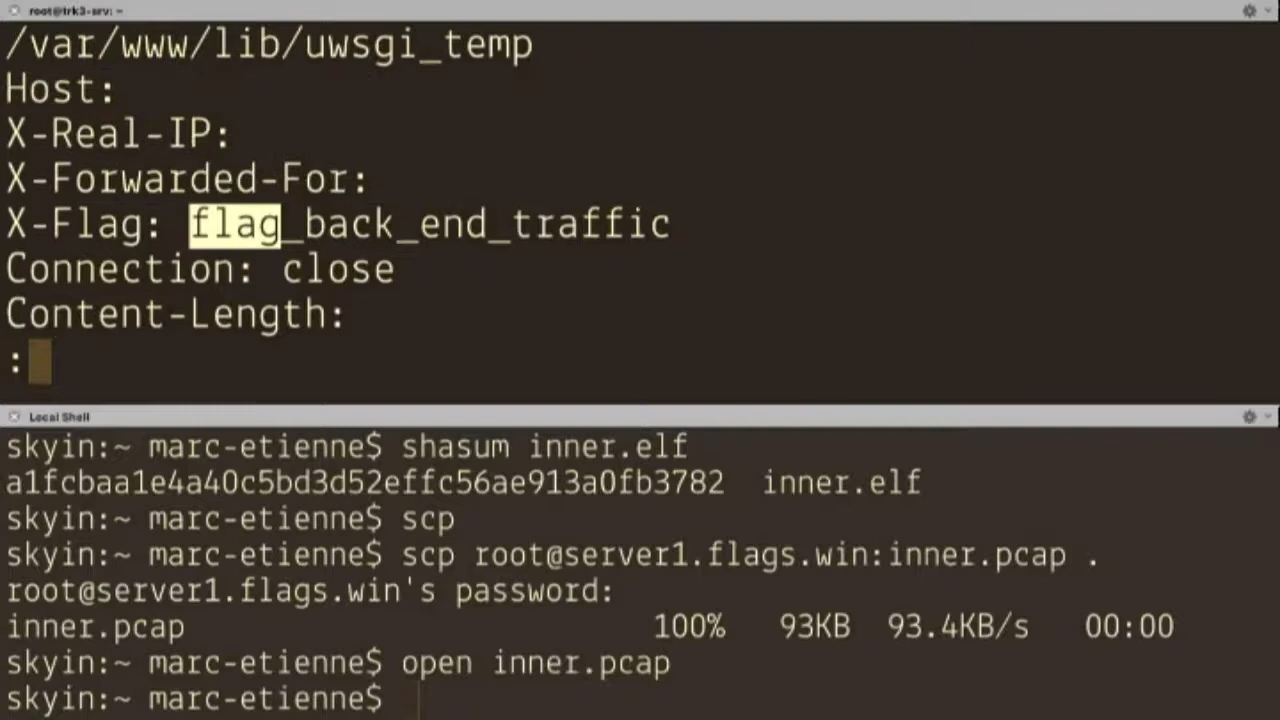 root@trk3-srv: ~
/var/www/lib/uwsgi_temp
Host:
X-Real-IP:
X-Forwarded-For:
X-Flag: flag_back_end_traffic
Connection: close
Content-Length:
:
Local Shell
skyin:~ marc-etienne$ shasum inner.elf
a1fcbaa1e4a40c5bd3d52effc56ae913a0fb3782  inner.elf
skyin:~ marc-etienne$ scp
skyin:~ marc-etienne$ scp root@server1.flags.win:inner.pcap .
root@server1.flags.win's password:
inner.pcap 100% 93KB 93.4KB/s 00:00
skyin:~ marc-etienne$ open inner.pcap
skyin:~ marc-etienne$